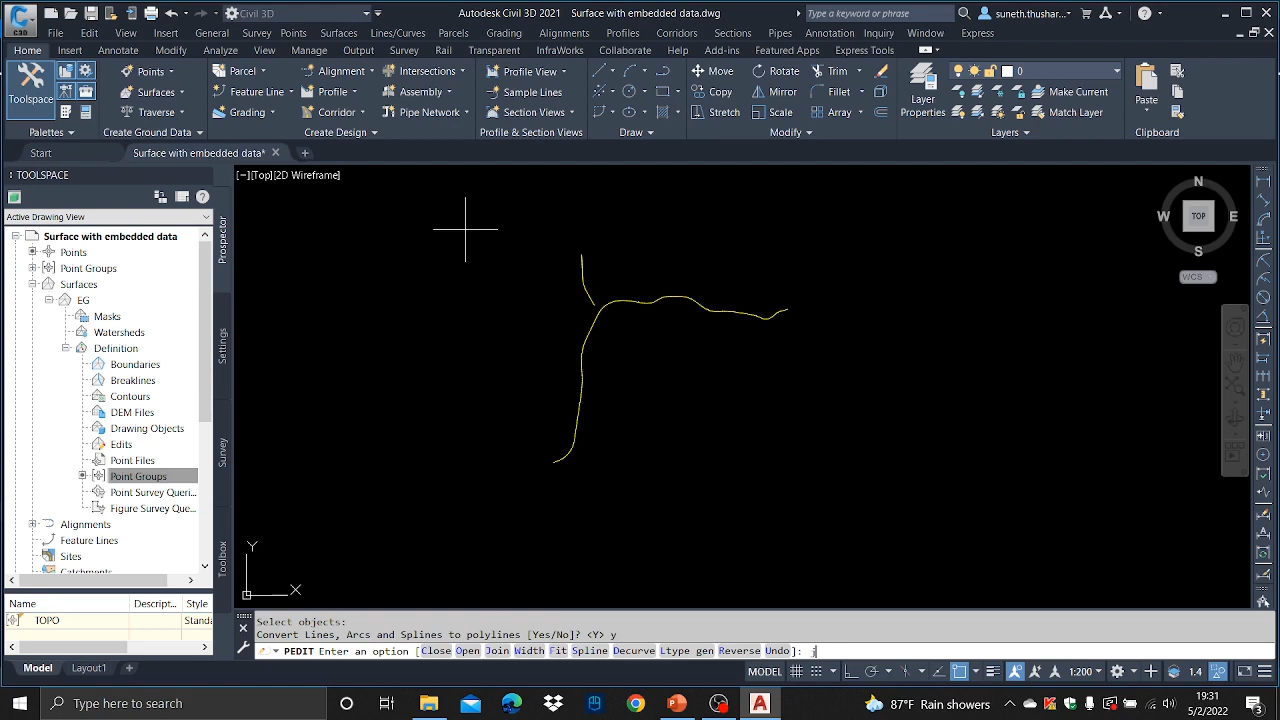 C3D Civil 3D Autodesk Civil 3D 2021 Surface with embedded data.dwg Type a keyword or phrase suneth.thushar...
File Edit View Insert General Survey Points Surfaces Lines/Curves Parcels Grading Alignments Profiles Corridors Sections Pipes Annotation Inquiry Window Express
Home Insert Annotate Modify Analyze View Manage Output Survey Rail Transparent InfraWorks Collaborate Help Add-ins Featured Apps Express Tools
Toolspace Points Parcel Alignment Intersections Profile View Move Rotate Trim 0
Surfaces Feature Line Profile Assembly Sample Lines Copy Mirror Fillet Make Current
Traverse Grading Corridor Pipe Network Section Views Stretch Scale Array Layer Properties Match Layer Paste
Palettes Create Ground Data Create Design Profile & Section Views Draw Modify Layers Clipboard
Start Surface with embedded data*
TOOLSPACE
[−][Top][2D Wireframe]
Active Drawing View
Surface with embedded data
Points
Point Groups
Surfaces
EG
Masks
Watersheds
Definition
Boundaries
Breaklines
Contours
DEM Files
Drawing Objects
Edits
Point Files
Point Groups
Point Survey Queri...
Figure Survey Que...
Alignments
Feature Lines
Sites
Catchments
Prospector
Settings
Survey
Toolbox
N
W TOP E
S
WCS
Y
X
Name Descript... Style
TOPO Standa
Select objects:
Convert Lines, Arcs and Splines to polylines [Yes/No]? <Y> y
PEDIT Enter an option [Close Open Join Width Fit Spline Decurve Ltype gen Reverse Undo]: j
Model Layout1 MODEL 1:200 1:4
Type here to search 87°F Rain showers 19:31
5/2/2022